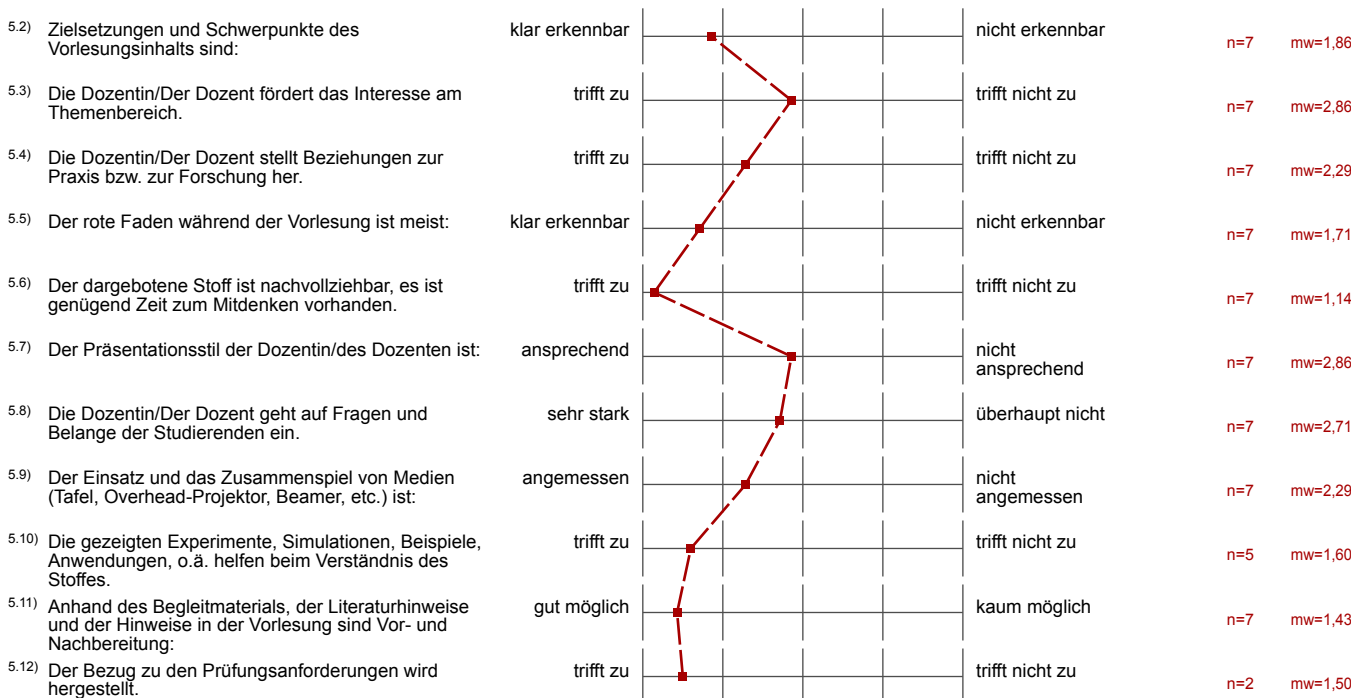 5.2) Zielsetzungen und Schwerpunkte des klar erkennbar nicht erkennbar n=7 mw=1,86
Vorlesungsinhalts sind:
5.3) Die Dozentin/Der Dozent fördert das Interesse am trifft zu trifft nicht zu n=7 mw=2,86
Themenbereich.
5.4) Die Dozentin/Der Dozent stellt Beziehungen zur trifft zu trifft nicht zu n=7 mw=2,29
Praxis bzw. zur Forschung her.
5.5) Der rote Faden während der Vorlesung ist meist: klar erkennbar nicht erkennbar n=7 mw=1,71
5.6) Der dargebotene Stoff ist nachvollziehbar, es ist trifft zu trifft nicht zu n=7 mw=1,14
genügend Zeit zum Mitdenken vorhanden.
5.7) Der Präsentationsstil der Dozentin/des Dozenten ist: ansprechend nicht n=7 mw=2,86
ansprechend
5.8) Die Dozentin/Der Dozent geht auf Fragen und sehr stark überhaupt nicht n=7 mw=2,71
Belange der Studierenden ein.
5.9) Der Einsatz und das Zusammenspiel von Medien angemessen nicht n=7 mw=2,29
(Tafel, Overhead-Projektor, Beamer, etc.) ist: angemessen
5.10) Die gezeigten Experimente, Simulationen, Beispiele, trifft zu trifft nicht zu n=5 mw=1,60
Anwendungen, o.ä. helfen beim Verständnis des
Stoffes.
5.11) Anhand des Begleitmaterials, der Literaturhinweise gut möglich kaum möglich n=7 mw=1,43
und der Hinweise in der Vorlesung sind Vor- und
Nachbereitung:
5.12) Der Bezug zu den Prüfungsanforderungen wird trifft zu trifft nicht zu n=2 mw=1,50
hergestellt.